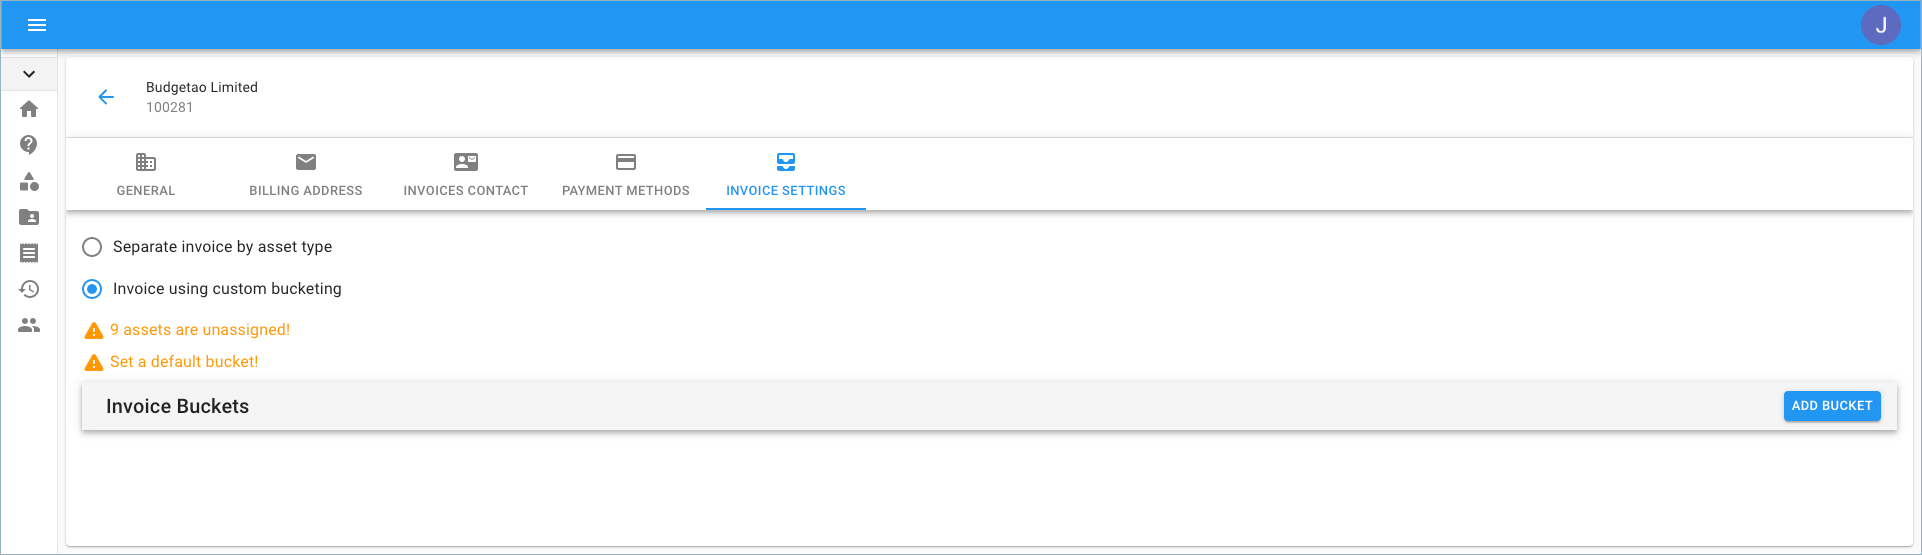 J
Budgetao Limited
100281
GENERAL
BILLING ADDRESS
INVOICES CONTACT
PAYMENT METHODS
INVOICE SETTINGS
Separate invoice by asset type
Invoice using custom bucketing
9 assets are unassigned!
Set a default bucket!
Invoice Buckets
ADD BUCKET